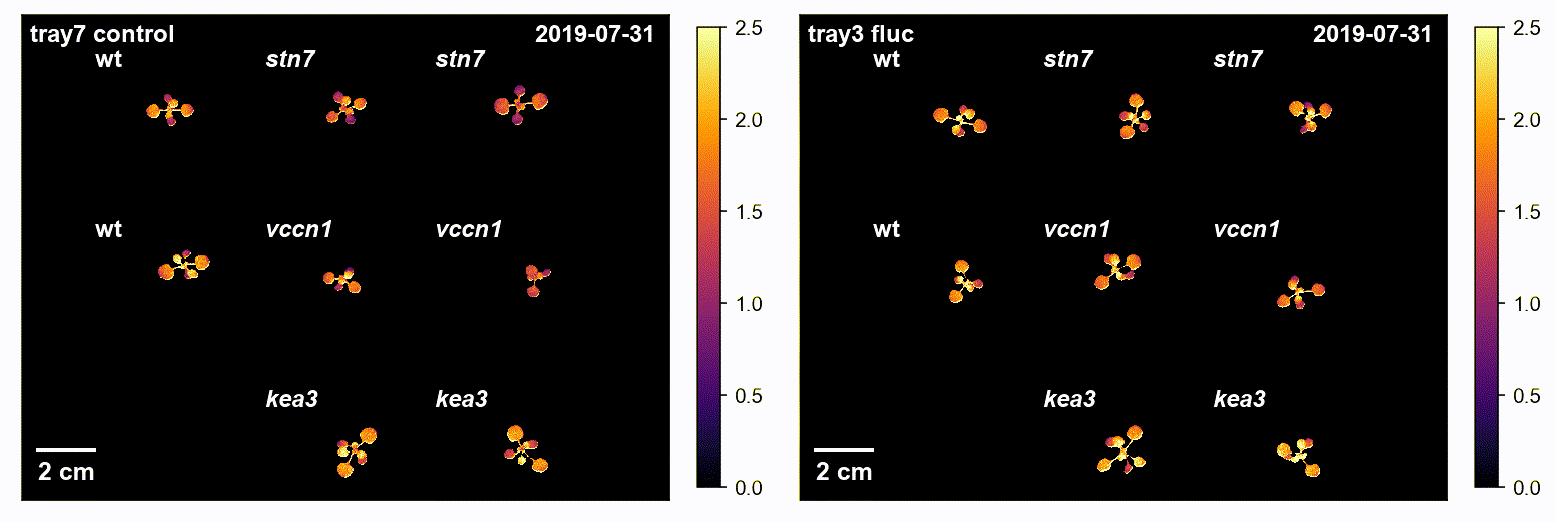 tray7 control 2019-07-31
wt stn7 stn7
wt vccn1 vccn1
kea3 kea3
2 cm
2.5
2.0
1.5
1.0
0.5
0.0
tray3 fluc 2019-07-31
wt stn7 stn7
wt vccn1 vccn1
kea3 kea3
2 cm
2.5
2.0
1.5
1.0
0.5
0.0